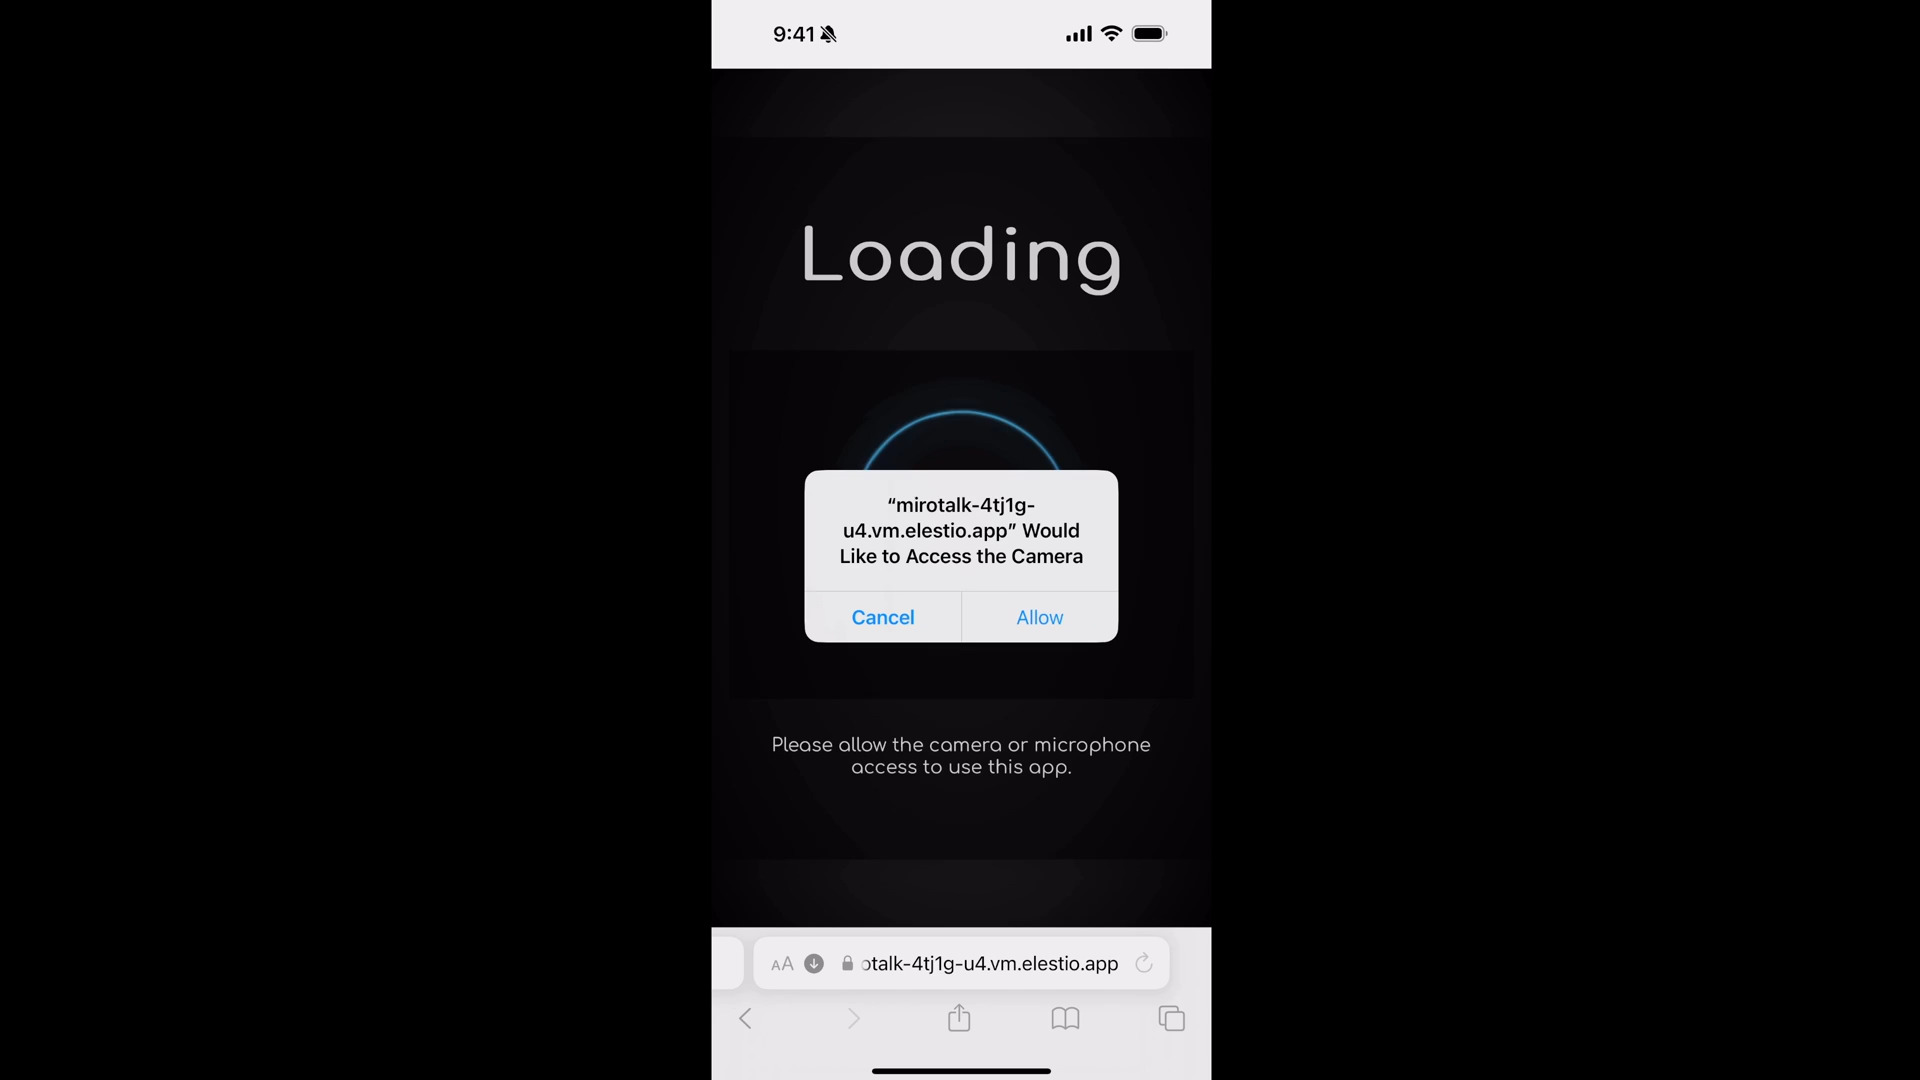 9:41
Loading
“mirotalk-4tj1g-
u4.vm.elestio.app” Would
Like to Access the Camera
Cancel
Allow
Please allow the camera or microphone
access to use this app.
AA
otalk-4tj1g-u4.vm.elestio.app